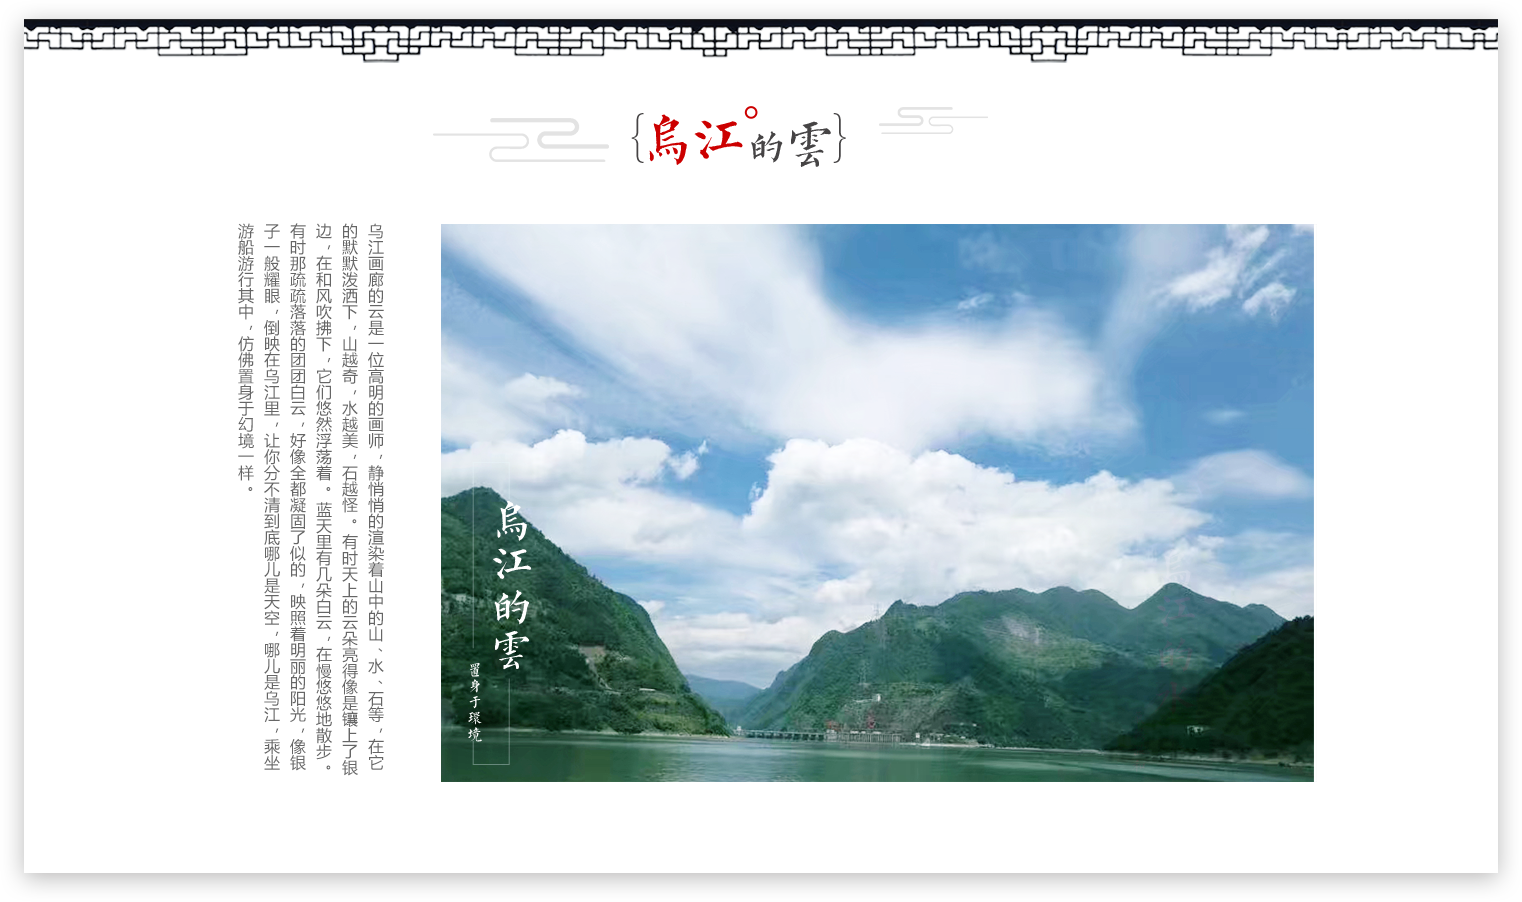 {烏江°的雲}
乌江画廊的云是一位高明的画师，静悄悄的渲染着山中的山、水、石等，在它
的默默泼洒下，山越奇，水越美，石越怪。有时天上的云朵亮得像是镶上了银
边，在和风吹拂下，它们悠然浮荡着。蓝天里有几朵白云，在慢悠悠地散步。
有时那疏疏落落的团团白云，好像全都凝固了似的，映照着明丽的阳光，像银
子一般耀眼，倒映在乌江里，让你分不清到底哪儿是天空，哪儿是乌江，乘坐
游船游行其中，仿佛置身于幻境一样。
烏江的雲
置身于環境